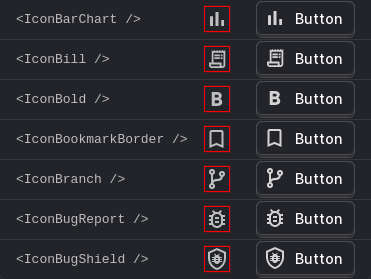 <IconBarChart /> Button
<IconBill /> Button
<IconBold /> B B Button
<IconBookmarkBorder /> Button
<IconBranch /> Button
<IconBugReport /> Button
<IconBugShield /> Button